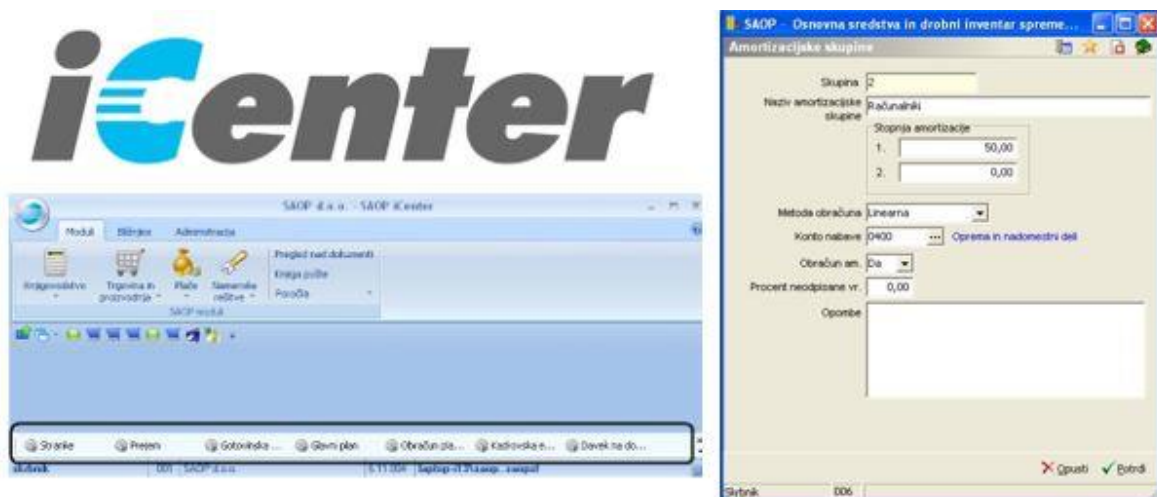 iCenter
SAOP d.o.o. - SAOP iCenter
Moduli Bližnjice Administracija
Knjigovodstvo
Trgovina in proizvodnja
Plače
Namenske rešitve
Pregled nad dokumenti
Knjiga pošte
Poročila
SAOP moduli
Stranke Prejem Gotovinska ... Glavni plan Obračun pla... Kadrovska e... Davek na do...
skrbnik 001 SAOP d.o.o.
SAOP - Osnovna sredstva in drobni inventar spreme...
Amortizacijske skupine
Skupina 2
Naziv amortizacijske skupine Računalniki
Stopnja amortizacije
1. 50,00
2. 0,00
Metoda obračuna Linearna
Konto nabave 0400 ... Oprema in nadomestni deli
Obračun am. Da
Procent neodpisane vr. 0,00
Opombe
Opusti Potrdi
Skrbnik 006